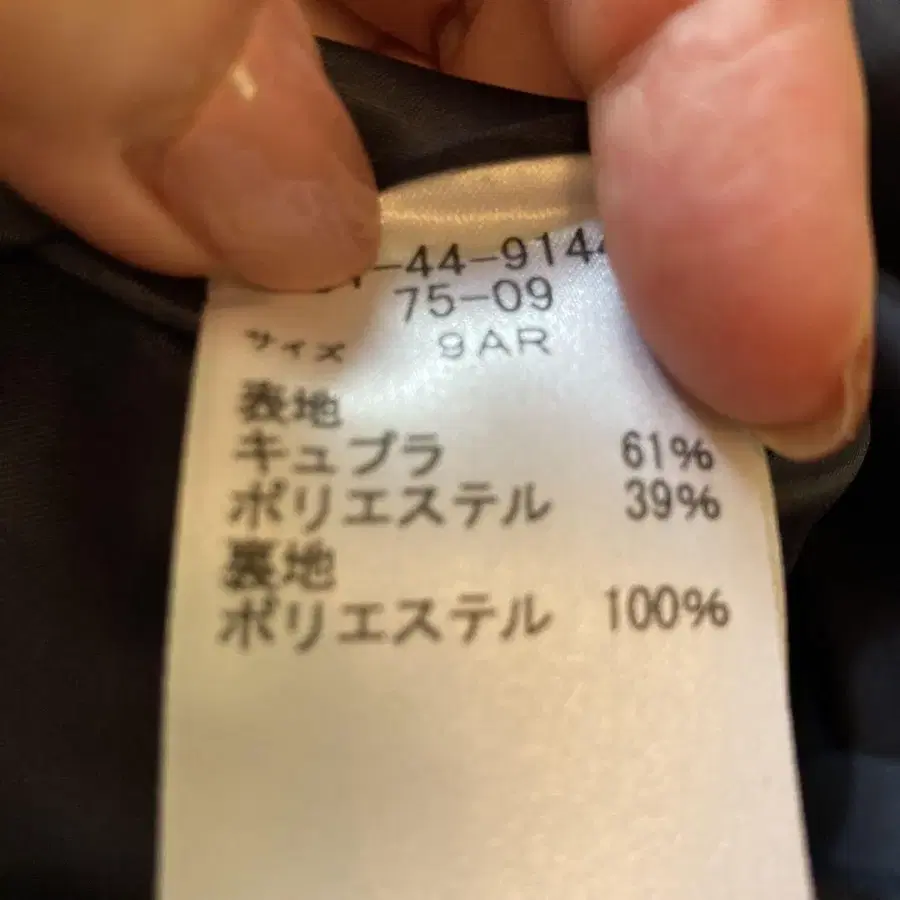 -44-914
75-09
サイズ 9AR
表地
キュプラ 61%
ポリエステル 39%
裏地
ポリエステル 100%